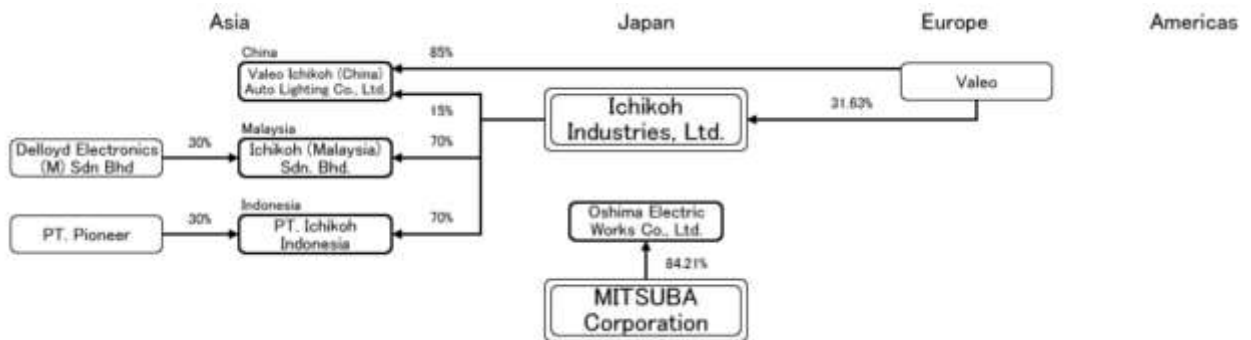 Asia Japan Europe Americas
China
85%
Valeo Ichikoh (China)
Auto Lighting Co., Ltd.
Valeo
15%
Ichikoh
Industries, Ltd.
31.63%
Malaysia
Delloyd Electronics
(M) Sdn Bhd
30%
Ichikoh (Malaysia)
Sdn. Bhd.
70%
Indonesia
PT. Pioneer
30%
PT. Ichikoh
Indonesia
70%
Oshima Electric
Works Co., Ltd.
84.21%
MITSUBA
Corporation